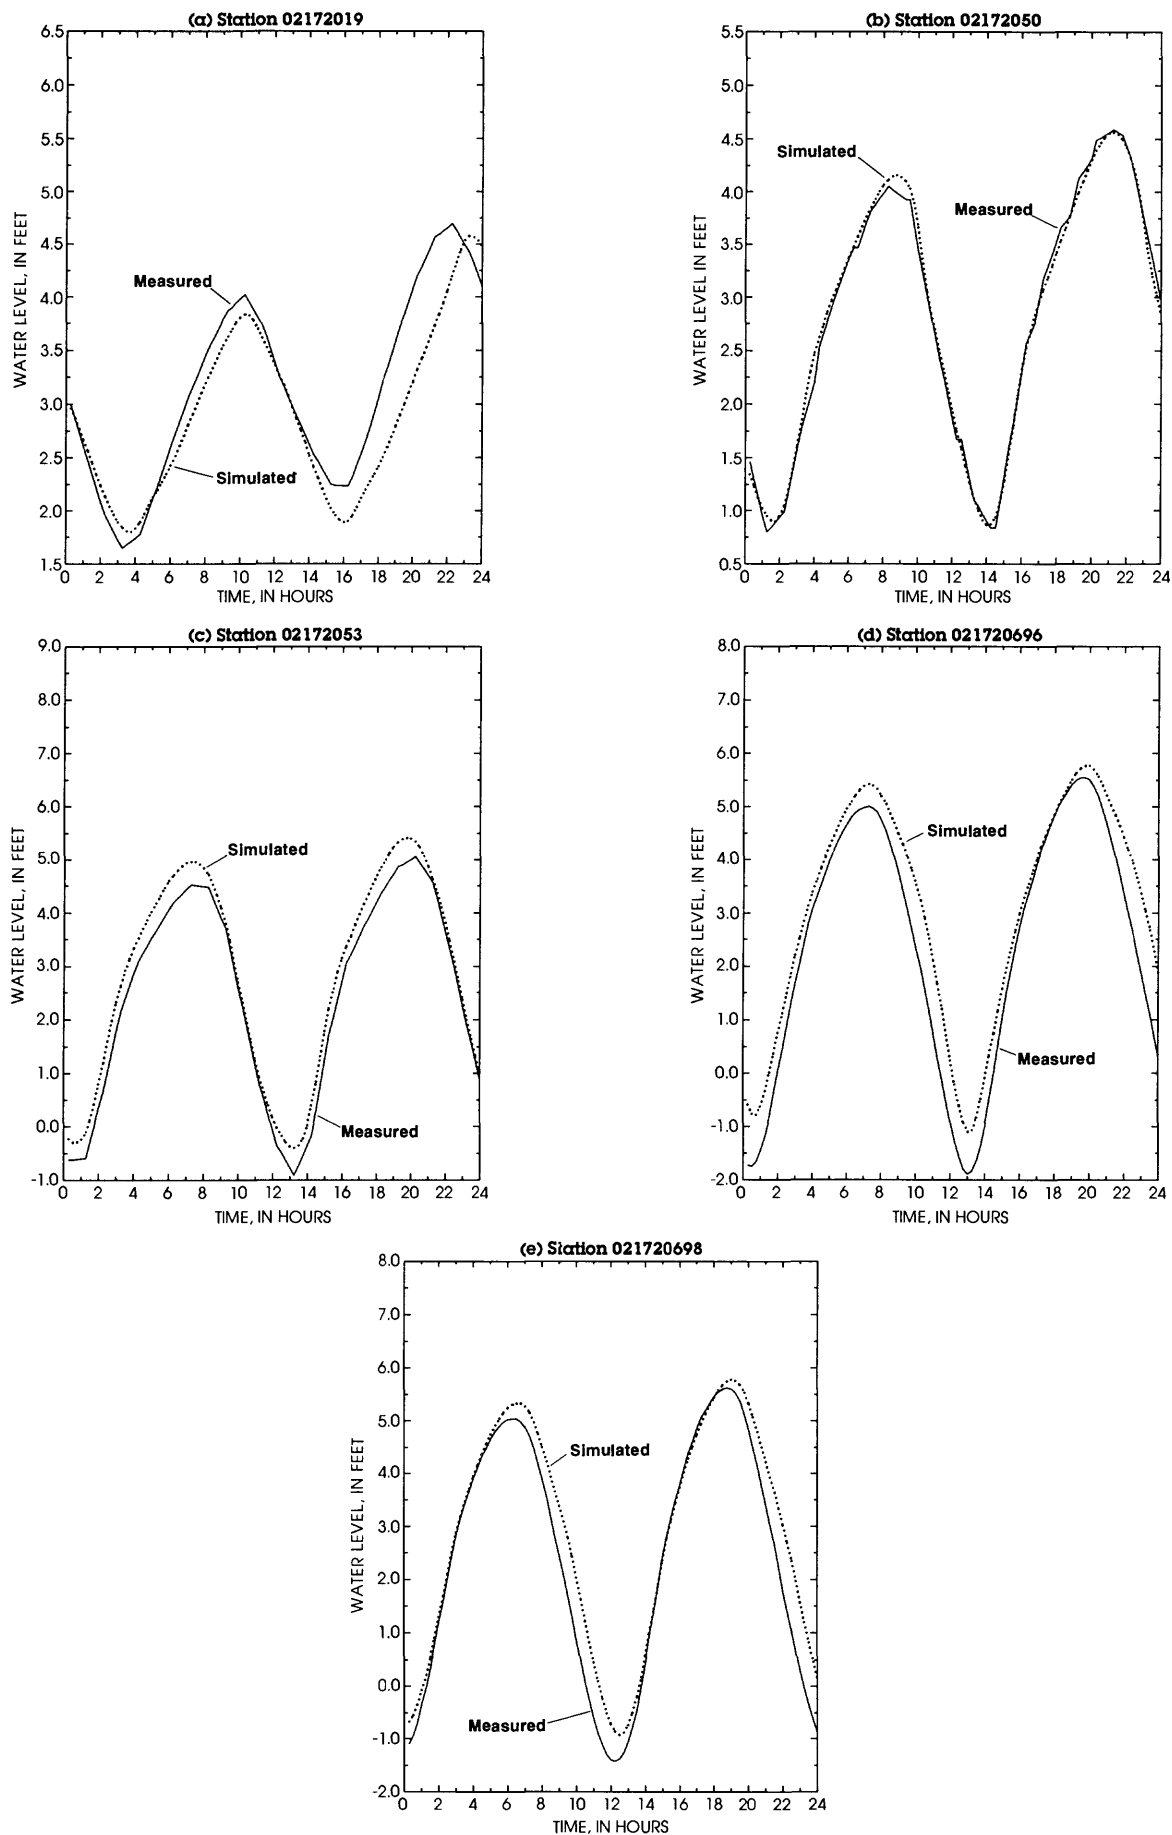 (a) Station 02172019
6.5
6.0
5.5
5.0
4.5
4.0
3.5
3.0
2.5
2.0
1.5
WATER LEVEL, IN FEET
Measured
Simulated
0 2 4 6 8 10 12 14 16 18 20 22 24
TIME, IN HOURS
(b) Station 02172050
5.5
5.0
4.5
4.0
3.5
3.0
2.5
2.0
1.5
1.0
0.5
WATER LEVEL, IN FEET
Simulated
Measured
0 2 4 6 8 10 12 14 16 18 20 22 24
TIME, IN HOURS
(c) Station 02172053
9.0
8.0
7.0
6.0
5.0
4.0
3.0
2.0
1.0
0.0
-1.0
WATER LEVEL, IN FEET
Simulated
Measured
0 2 4 6 8 10 12 14 16 18 20 22 24
TIME, IN HOURS
(d) Station 021720696
8.0
7.0
6.0
5.0
4.0
3.0
2.0
1.0
0.0
-1.0
-2.0
WATER LEVEL, IN FEET
Simulated
Measured
0 2 4 6 8 10 12 14 16 18 20 22 24
TIME, IN HOURS
(e) Station 021720698
8.0
7.0
6.0
5.0
4.0
3.0
2.0
1.0
0.0
-1.0
-2.0
WATER LEVEL, IN FEET
Simulated
Measured
0 2 4 6 8 10 12 14 16 18 20 22 24
TIME, IN HOURS